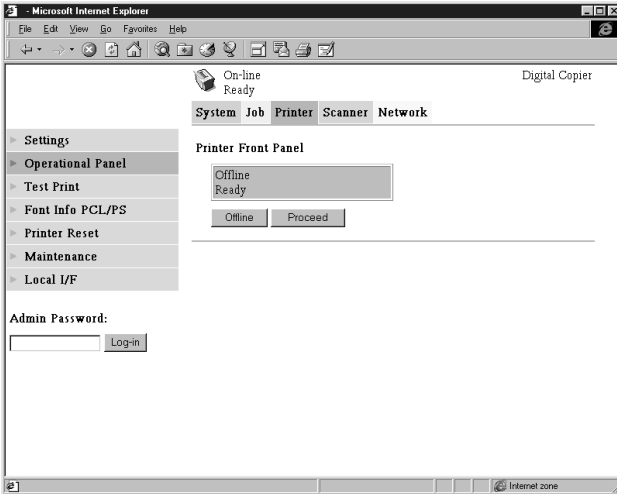 - Microsoft Internet Explorer
File Edit View Go Favorites Help
On-line
Ready
Digital Copier
System Job Printer Scanner Network
Settings
Operational Panel
Test Print
Font Info PCL/PS
Printer Reset
Maintenance
Local I/F
Admin Password:
Log-in
Printer Front Panel
Offline
Ready
Offline Proceed
Internet zone